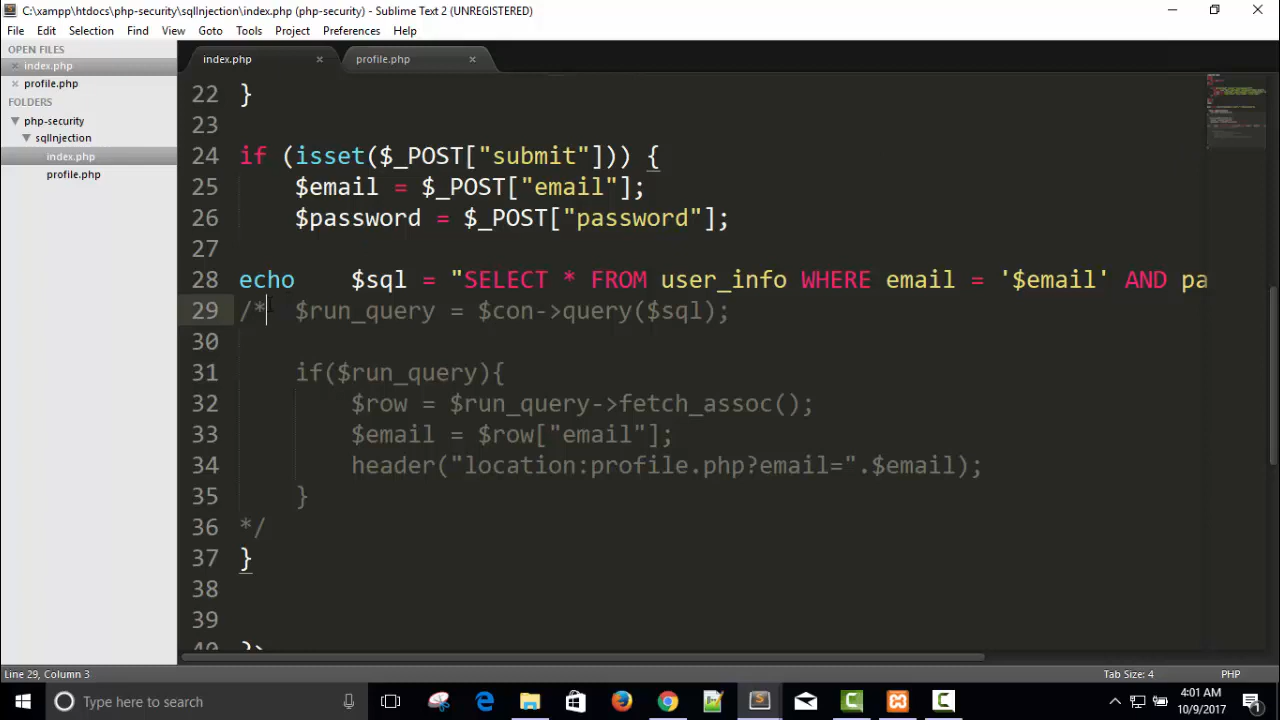 C:\xampp\htdocs\php-security\sqlInjection\index.php (php-security) - Sublime Text 2 (UNREGISTERED)
File Edit Selection Find View Goto Tools Project Preferences Help
OPEN FILES
index.php
profile.php
FOLDERS
php-security
sqlInjection
index.php
profile.php
index.php
profile.php
22 }
23
24 if (isset($_POST["submit"])) {
25 $email = $_POST["email"];
26 $password = $_POST["password"];
27
28 echo $sql = "SELECT * FROM user_info WHERE email = '$email' AND pa
29 /* $run_query = $con->query($sql);
30
31 if($run_query){
32 $row = $run_query->fetch_assoc();
33 $email = $row["email"];
34 header("location:profile.php?email=".$email);
35 }
36 */
37 }
38
39
Line 29, Column 3
Tab Size: 4
PHP
Type here to search
4:01 AM
10/9/2017